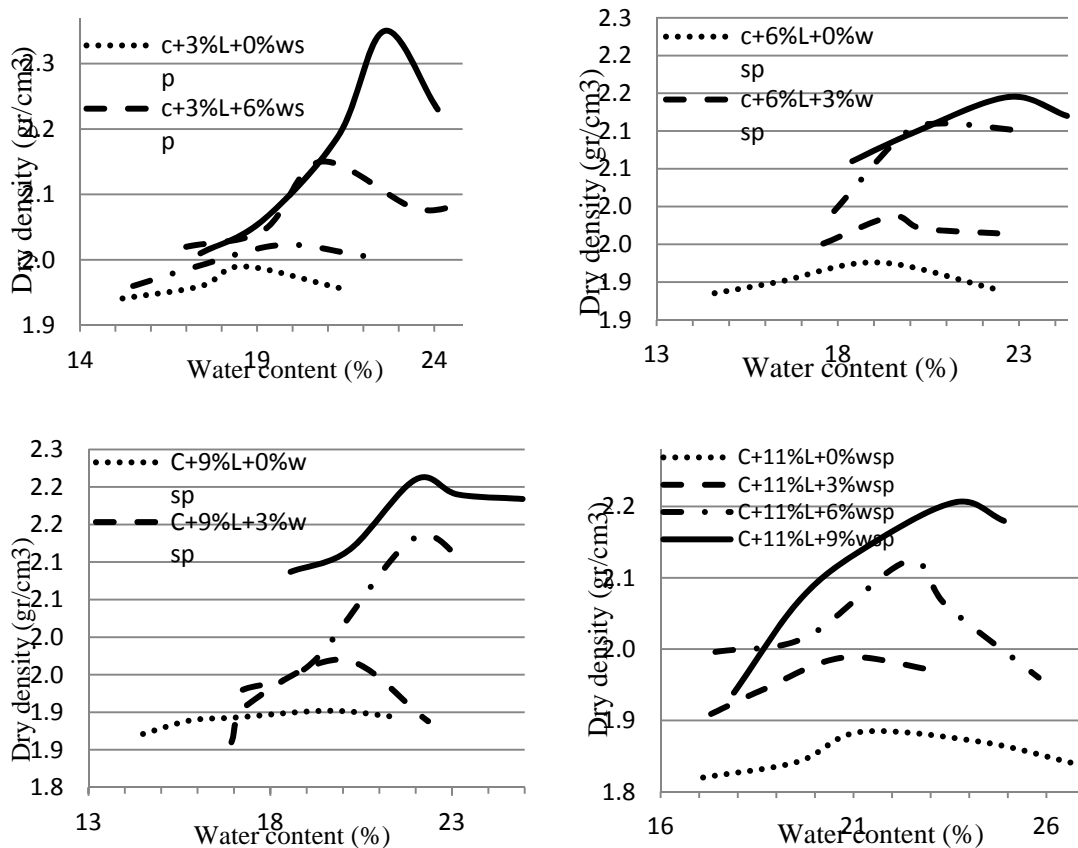 Dry density (gr/cm3)
2.3
2.2
2.1
2.0
1.9
c+3%L+0%ws
p
c+3%L+6%ws
p
14
19
24
Water content (%)
Dry density (gr/cm3)
2.3
2.2
2.2
2.1
2.1
2.0
2.0
1.9
1.9
c+6%L+0%w
sp
c+6%L+3%w
sp
13
18
23
Water content (%)
Dry density (gr/cm3)
2.3
2.2
2.2
2.1
2.1
2.0
2.0
1.9
1.9
1.8
C+9%L+0%w
sp
C+9%L+3%w
sp
13
18
23
Water content (%)
Dry density (gr/cm3)
2.2
2.1
2.0
1.9
1.8
C+11%L+0%wsp
C+11%L+3%wsp
C+11%L+6%wsp
C+11%L+9%wsp
16
21
26
Water content (%)